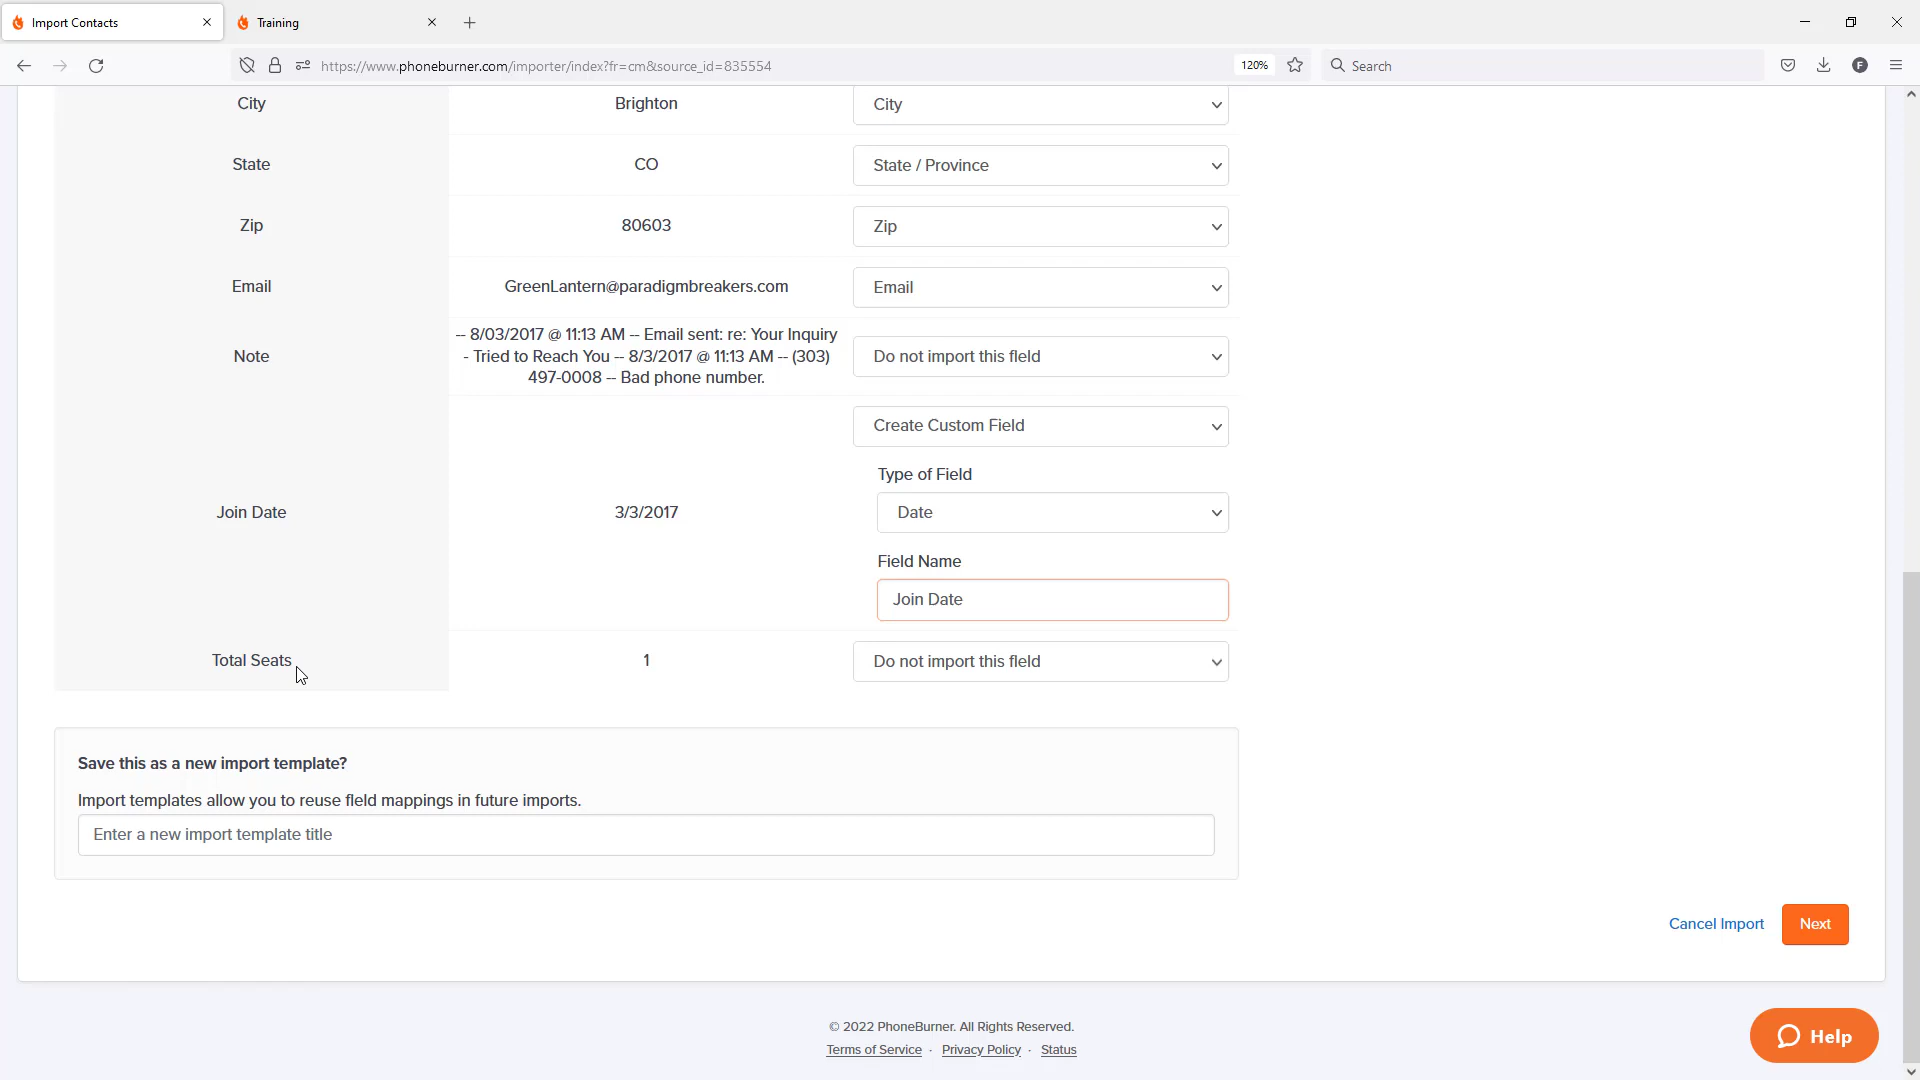 Import Contacts
Training
https://www.phoneburner.com/importer/index?fr=cm&source_id=835554
120%
Search
F
City
Brighton
City
State
CO
State / Province
Zip
80603
Zip
Email
GreenLantern@paradigmbreakers.com
Email
Note
-- 8/03/2017 @ 11:13 AM -- Email sent: re: Your Inquiry
- Tried to Reach You -- 8/3/2017 @ 11:13 AM -- (303)
497-0008 -- Bad phone number.
Do not import this field
Join Date
3/3/2017
Create Custom Field
Type of Field
Date
Field Name
Join Date
Total Seats
1
Do not import this field
Save this as a new import template?
Import templates allow you to reuse field mappings in future imports.
Enter a new import template title
Cancel Import
Next
© 2022 PhoneBurner. All Rights Reserved.
Terms of Service · Privacy Policy · Status
Help